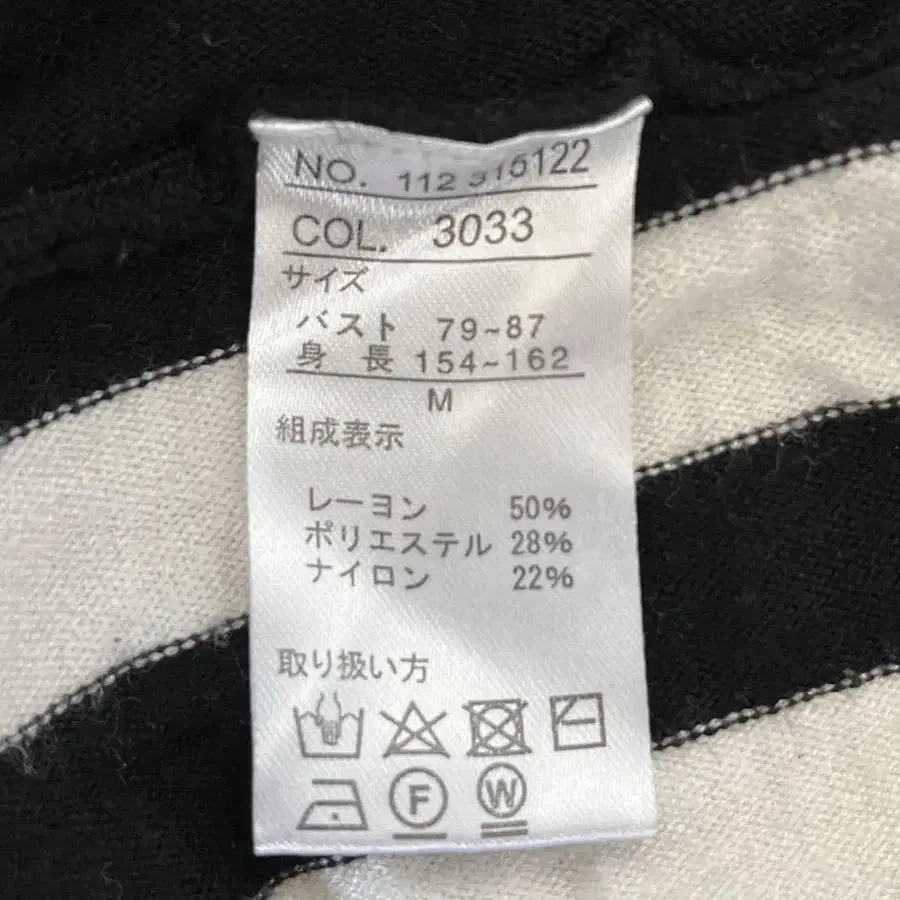 NO. 112 315122
COL. 3033
サイズ
バスト 79~87
身 長 154~162
M
組成表示
レーヨン 50%
ポリエステル 28%
ナイロン 22%
取り扱い方
F W